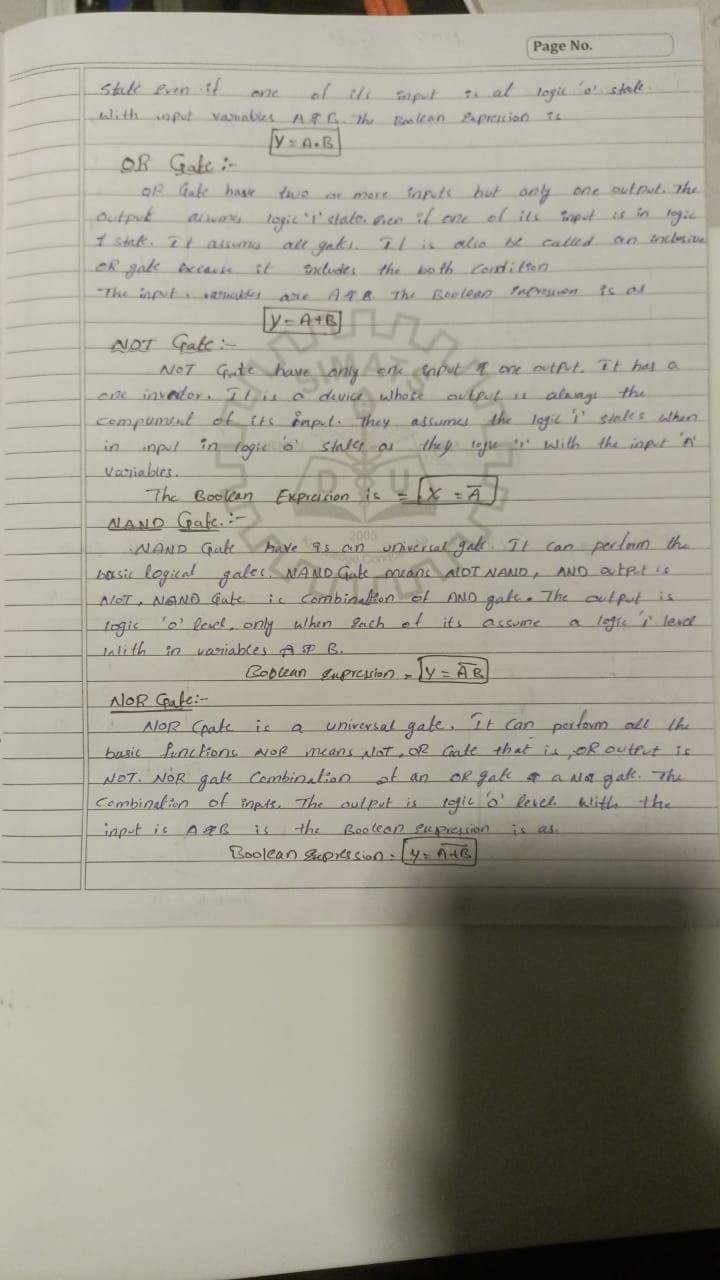 Page No.
state even if one of its input is at logic 'o' state.
With input variables A & B. The Boolean Expression is
Y = A.B
OR Gate :-
OR Gate have two or more inputs but only one output. The
output assumes logic '1' state, even if one of its input is in logic
1 state. It assumes all gates. It is also be called an inclusive
OR gate because it includes the both condition
The input variables are A & B. The Boolean Expression is as
Y = A+B
NOT Gate :-
NOT Gate have only one input & one output. It has a
one invertor. It is a device whose output is always the
compument of its input. They assumes the logic '1' states when
in input in logic 'o' states as they logic '1' with the input 'A'
variables.
The Boolean Expression is = X = A̅
NAND Gate :-
NAND Gate have is an universal gate. It can perform the
basic logical gates. NAND Gate means NOT NAND, AND output is
NOT, NAND Gate is Combination of AND gate. The output is
logic 'o' level, only when each of its assume a logic '1' level
with in variables A & B.
Boolean expression = Y = A̅B̅
NOR Gate:-
NOR Gate is a universal gate. It can perform all the
basic functions NOR means Not, OR Gate that is, OR output is
NOT. NOR gate Combination of an OR gate & a Not gate. The
Combination of inputs. The output is logic 'o' level with the
input is A & B is the Boolean expression is as.
Boolean expression = Y = A̅+̅B̅
SIMATS
D U
2005